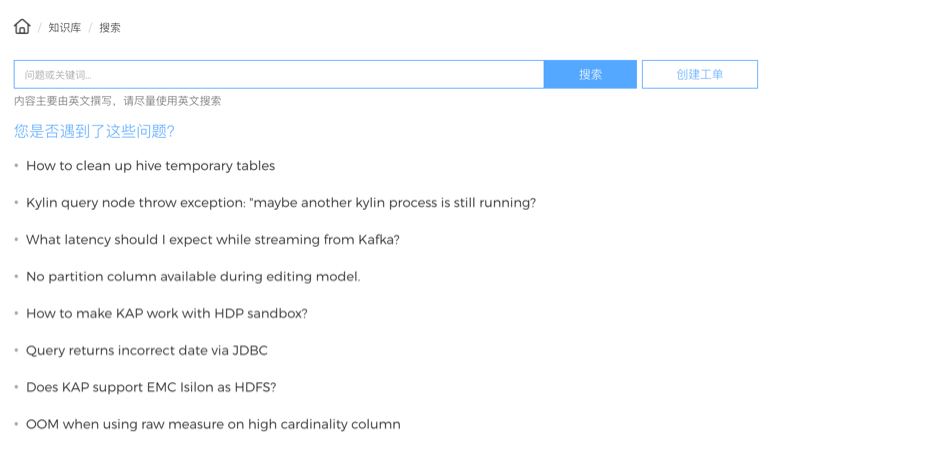 / 知识库 / 搜索
问题或关键词... 搜索 创建工单
内容主要由英文撰写，请尽量使用英文搜索
您是否遇到了这些问题?
• How to clean up hive temporary tables
• Kylin query node throw exception: "maybe another kylin process is still running?
• What latency should I expect while streaming from Kafka?
• No partition column available during editing model.
• How to make KAP work with HDP sandbox?
• Query returns incorrect date via JDBC
• Does KAP support EMC Isilon as HDFS?
• OOM when using raw measure on high cardinality column